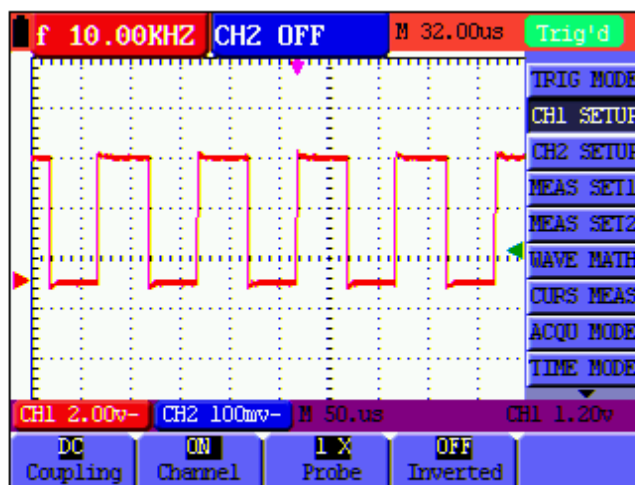 f 10.00KHZ CH2 OFF M 32.00us Trig'd
TRIG MODE
CH1 SETUP
CH2 SETUP
MEAS SET1
MEAS SET2
WAVE MATH
CURS MEAS
ACQU MODE
TIME MODE
CH1 2.00v- CH2 100mv- M 50.us CH1 1.20v
DC ON 1 X OFF
Coupling Channel Probe Inverted